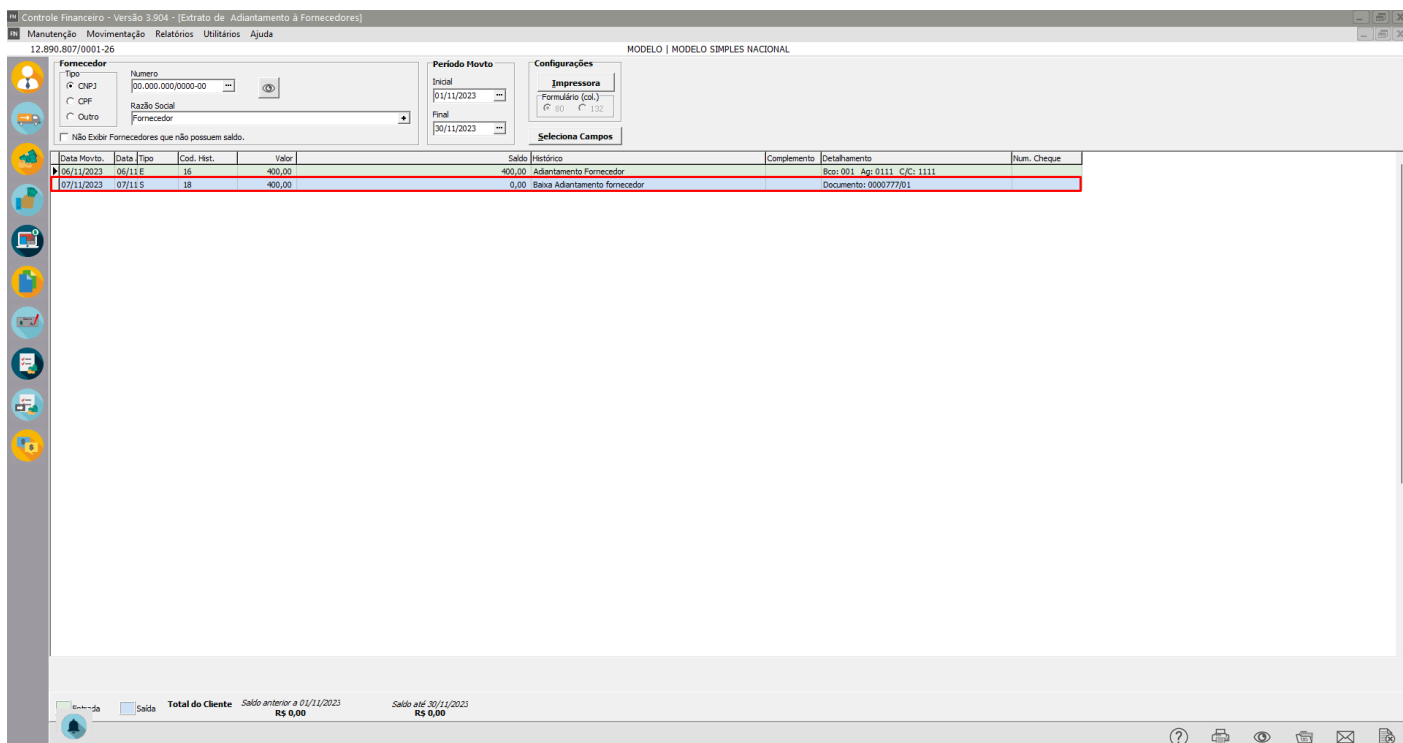 FN Controle Financeiro - Versão 3.904 - [Extrato de Adiantamento à Fornecedores]
FN Manutenção Movimentação Relatórios Utilitários Ajuda
12.890.807/0001-26 MODELO | MODELO SIMPLES NACIONAL
Fornecedor
Tipo
CNPJ
CPF
Outro
Numero
00.000.000/0000-00 ...
Razão Social
Fornecedor +
Não Exibir Fornecedores que não possuem saldo.
Período Movto
Inicial
01/11/2023 ...
Final
30/11/2023 ...
Configurações
Impressora
Formulário (col.)
80 132
Seleciona Campos
Data Movto. Data Tipo Cod. Hist. Valor Saldo Histórico Complemento Detalhamento Num. Cheque
06/11/2023 06/11 E 16 400,00 400,00 Adiantamento Fornecedor Bco: 001 Ag: 0111 C/C: 1111
07/11/2023 07/11 S 18 400,00 0,00 Baixa Adiantamento fornecedor Documento: 0000777/01
Saída Total do Cliente Saldo anterior a 01/11/2023 Saldo até 30/11/2023
R$ 0,00 R$ 0,00